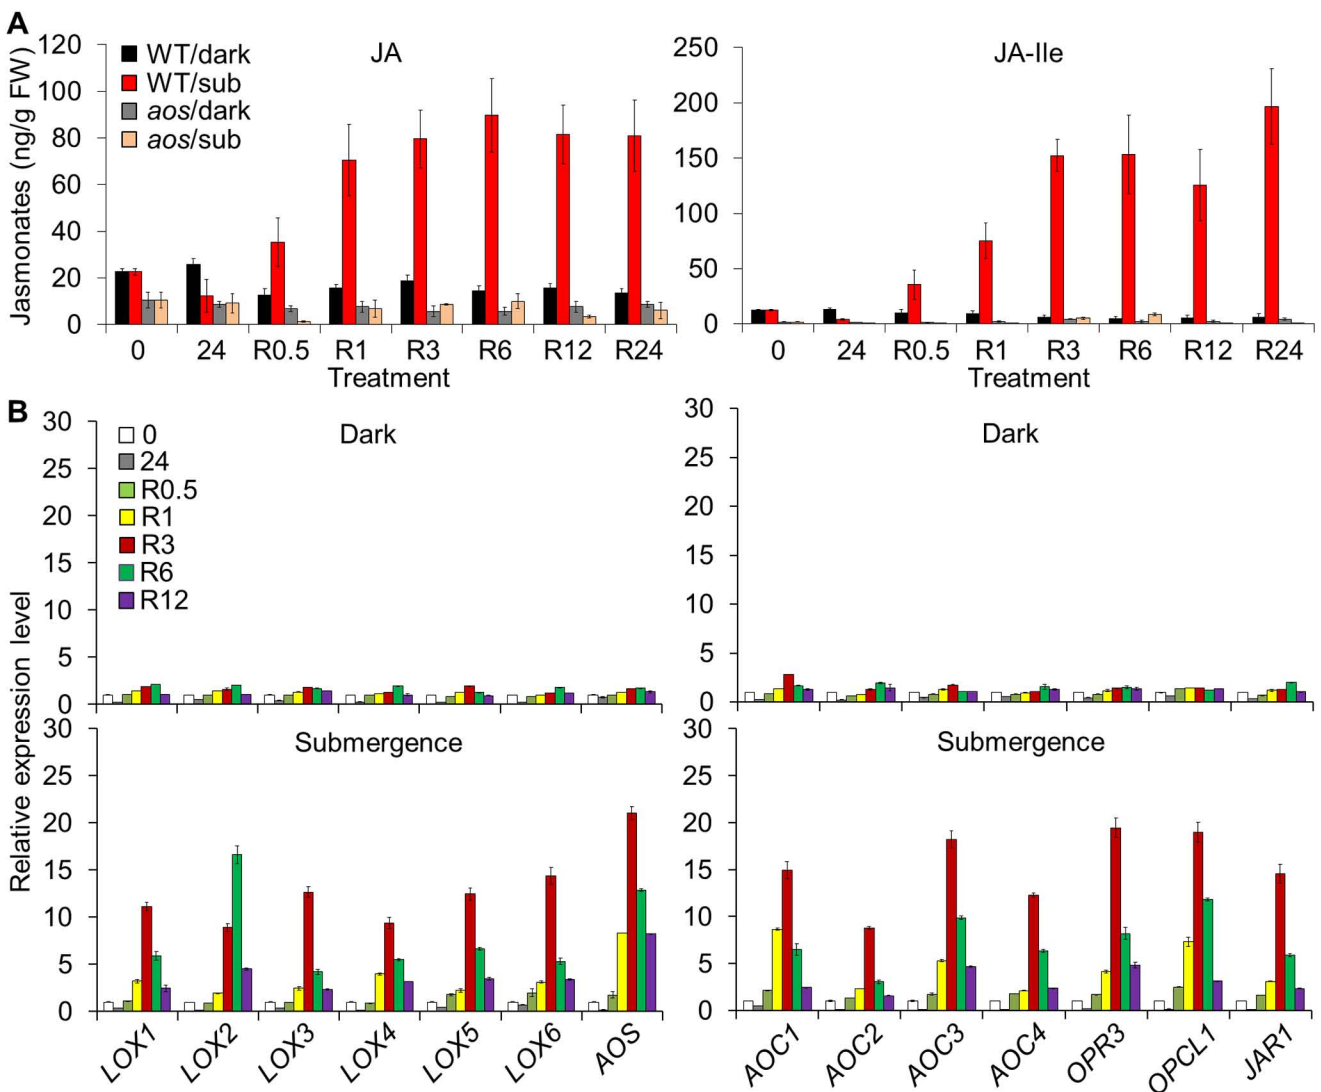 A
JA
Jasmonates (ng/g FW)
120
100
80
60
40
20
0
WT/dark
WT/sub
aos/dark
aos/sub
0 24 R0.5 R1 R3 R6 R12 R24
Treatment
JA-Ile
250
200
150
100
50
0
0 24 R0.5 R1 R3 R6 R12 R24
Treatment
B
Relative expression level
Dark
30
25
20
15
10
5
0
0
24
R0.5
R1
R3
R6
R12
Dark
30
25
20
15
10
5
0
Submergence
30
25
20
15
10
5
0
LOX1 LOX2 LOX3 LOX4 LOX5 LOX6 AOS
Submergence
30
25
20
15
10
5
0
AOC1 AOC2 AOC3 AOC4 OPR3 OPCL1 JAR1